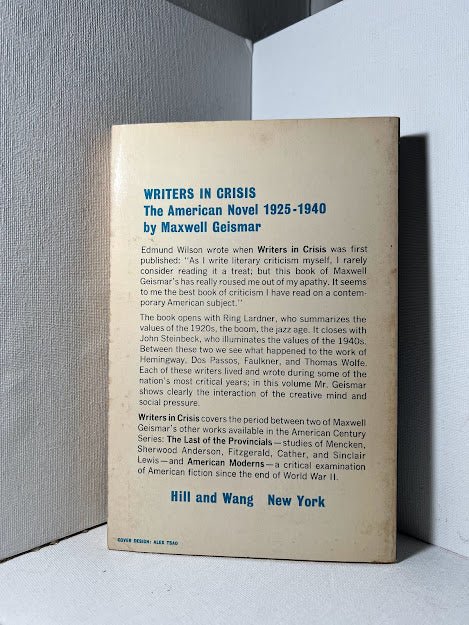 WRITERS IN CRISIS
The American Novel 1925-1940
by Maxwell Geismar
Edmund Wilson wrote when Writers in Crisis was first
published: "As I write literary criticism myself, I rarely
consider reading it a treat; but this book of Maxwell
Geismar's has really roused me out of my apathy. It seems
to me the best book of criticism I have read on a contem-
porary American subject."
The book opens with Ring Lardner, who summarizes the
values of the 1920s, the boom, the jazz age. It closes with
John Steinbeck, who illuminates the values of the 1940s.
Between these two we see what happened to the work of
Hemingway, Dos Passos, Faulkner, and Thomas Wolfe.
Each of these writers lived and wrote during some of the
nation's most critical years; in this volume Mr. Geismar
shows clearly the interaction of the creative mind and
social pressure.
Writers in Crisis covers the period between two of Maxwell
Geismar's other works available in the American Century
Series: The Last of the Provincials—studies of Mencken,
Sherwood Anderson, Fitzgerald, Cather, and Sinclair
Lewis—and American Moderns—a critical examination
of American fiction since the end of World War II.
Hill and Wang New York
COVER DESIGN: ALEX TSAO